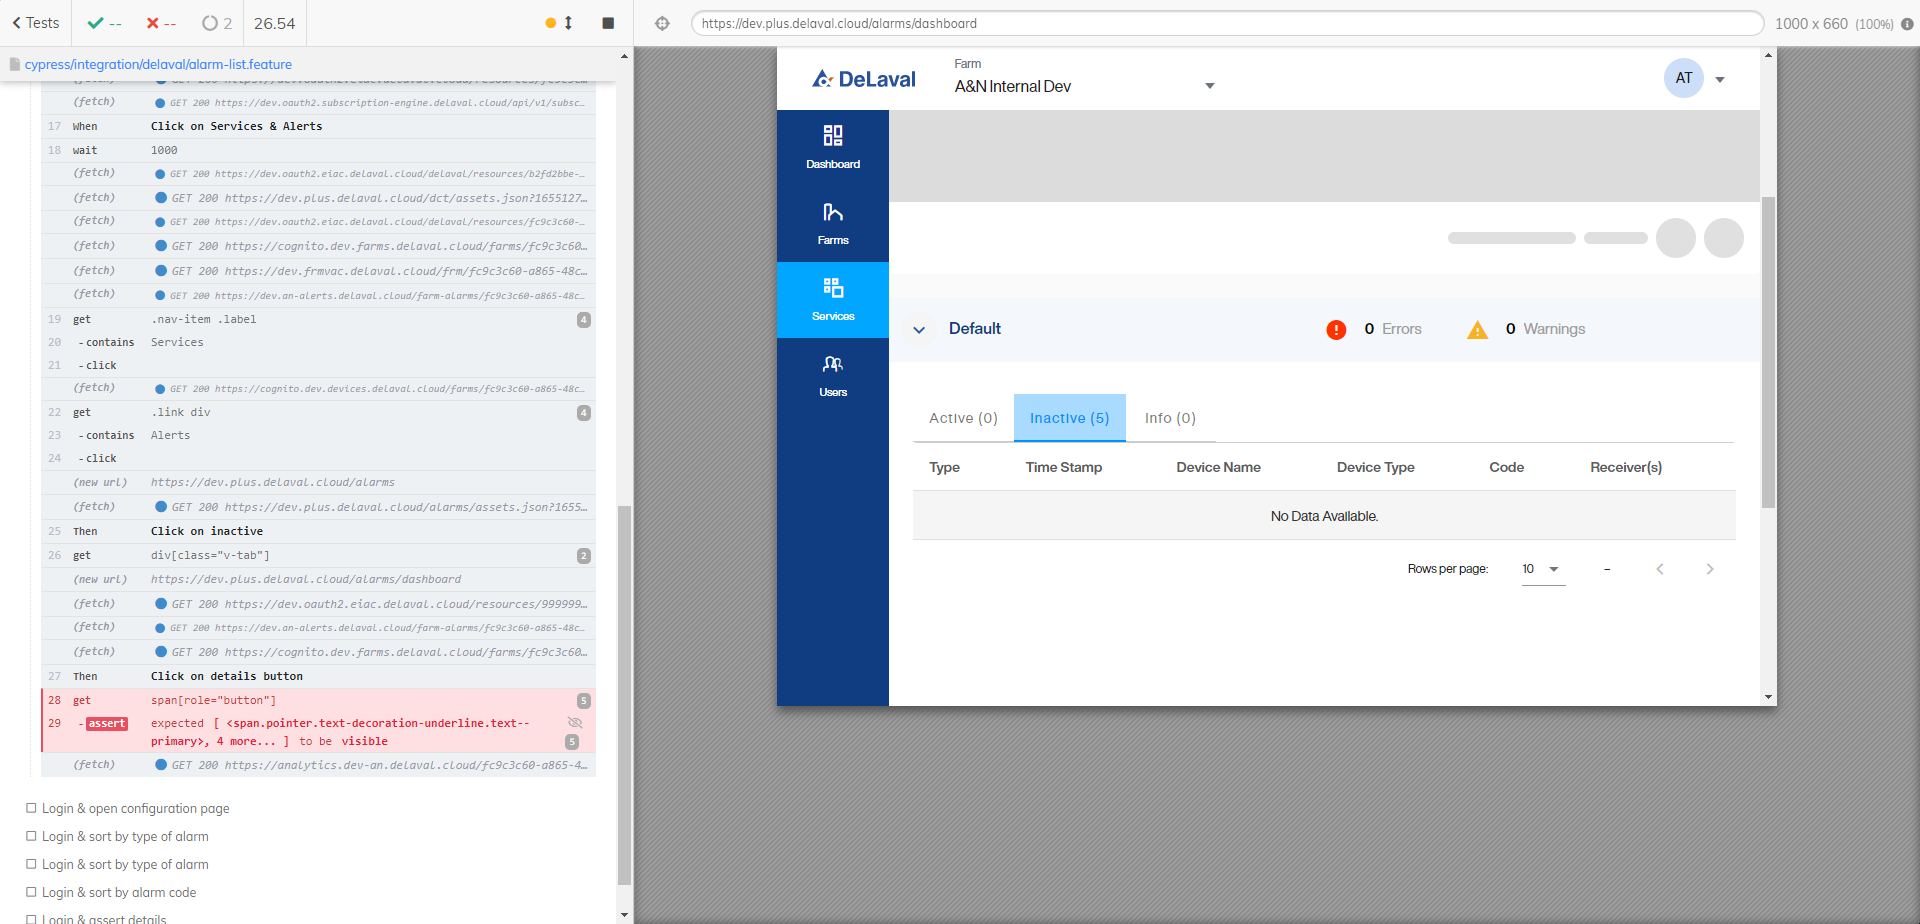 Tests
--
--
2
26.54
https://dev.plus.delaval.cloud/alarms/dashboard
1000 x 660 (100%)
cypress/integration/delaval/alarm-list.feature
(fetch) GET 200 https://dev.oauth2.subscription-engine.delaval.cloud/api/v1/subsc...
17 When Click on Services & Alerts
18 wait 1000
(fetch) GET 200 https://dev.oauth2.eiac.delaval.cloud/delaval/resources/b2fd2bbe-...
(fetch) GET 200 https://dev.plus.delaval.cloud/dct/assets.json?1655127...
(fetch) GET 200 https://dev.oauth2.eiac.delaval.cloud/delaval/resources/fc9c3c60-...
(fetch) GET 200 https://cognito.dev.farms.delaval.cloud/farms/fc9c3c60...
(fetch) GET 200 https://dev.frmvac.delaval.cloud/frm/fc9c3c60-a865-48c...
(fetch) GET 200 https://dev.an-alerts.delaval.cloud/farm-alarms/fc9c3c60-a865-48c...
19 get .nav-item .label 4
20 -contains Services
21 -click
(fetch) GET 200 https://cognito.dev.devices.delaval.cloud/farms/fc9c3c60-a865-48c...
22 get .link div 4
23 -contains Alerts
24 -click
(new url) https://dev.plus.delaval.cloud/alarms
(fetch) GET 200 https://dev.plus.delaval.cloud/alarms/assets.json?1655...
25 Then Click on inactive
26 get div[class="v-tab"] 2
(new url) https://dev.plus.delaval.cloud/alarms/dashboard
(fetch) GET 200 https://dev.oauth2.eiac.delaval.cloud/resources/999999...
(fetch) GET 200 https://dev.an-alerts.delaval.cloud/farm-alarms/fc9c3c60-a865-48c...
(fetch) GET 200 https://cognito.dev.farms.delaval.cloud/farms/fc9c3c60...
27 Then Click on details button
28 get span[role="button"] 5
29 -assert expected [ <span.pointer.text-decoration-underline.text--
primary>, 4 more... ] to be visible 5
(fetch) GET 200 https://analytics.dev-an.delaval.cloud/fc9c3c60-a865-4...
Login & open configuration page
Login & sort by type of alarm
Login & sort by type of alarm
Login & sort by alarm code
Login & assert details
DeLaval
Farm
A&N Internal Dev
AT
Dashboard
Farms
Services
Users
Default
0 Errors
0 Warnings
Active (0) Inactive (5) Info (0)
Type Time Stamp Device Name Device Type Code Receiver(s)
No Data Available.
Rows per page: 10 –